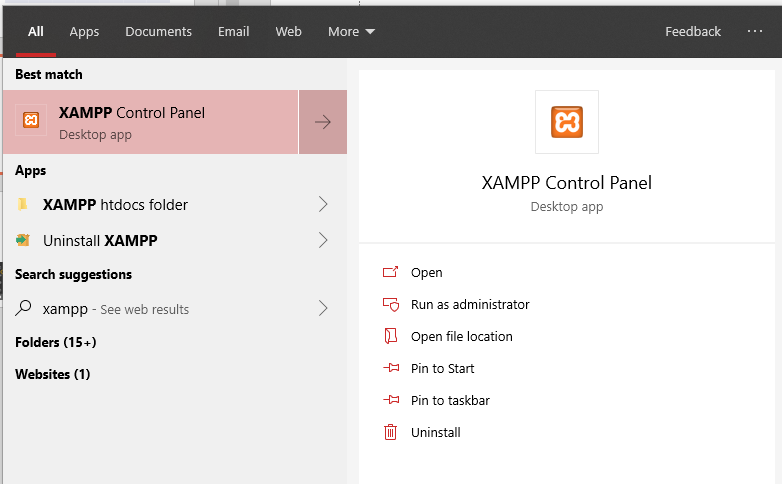 All Apps Documents Email Web More Feedback ...
Best match
XAMPP Control Panel
Desktop app
Apps
XAMPP htdocs folder
Uninstall XAMPP
Search suggestions
xampp - See web results
Folders (15+)
Websites (1)
XAMPP Control Panel
Desktop app
Open
Run as administrator
Open file location
Pin to Start
Pin to taskbar
Uninstall